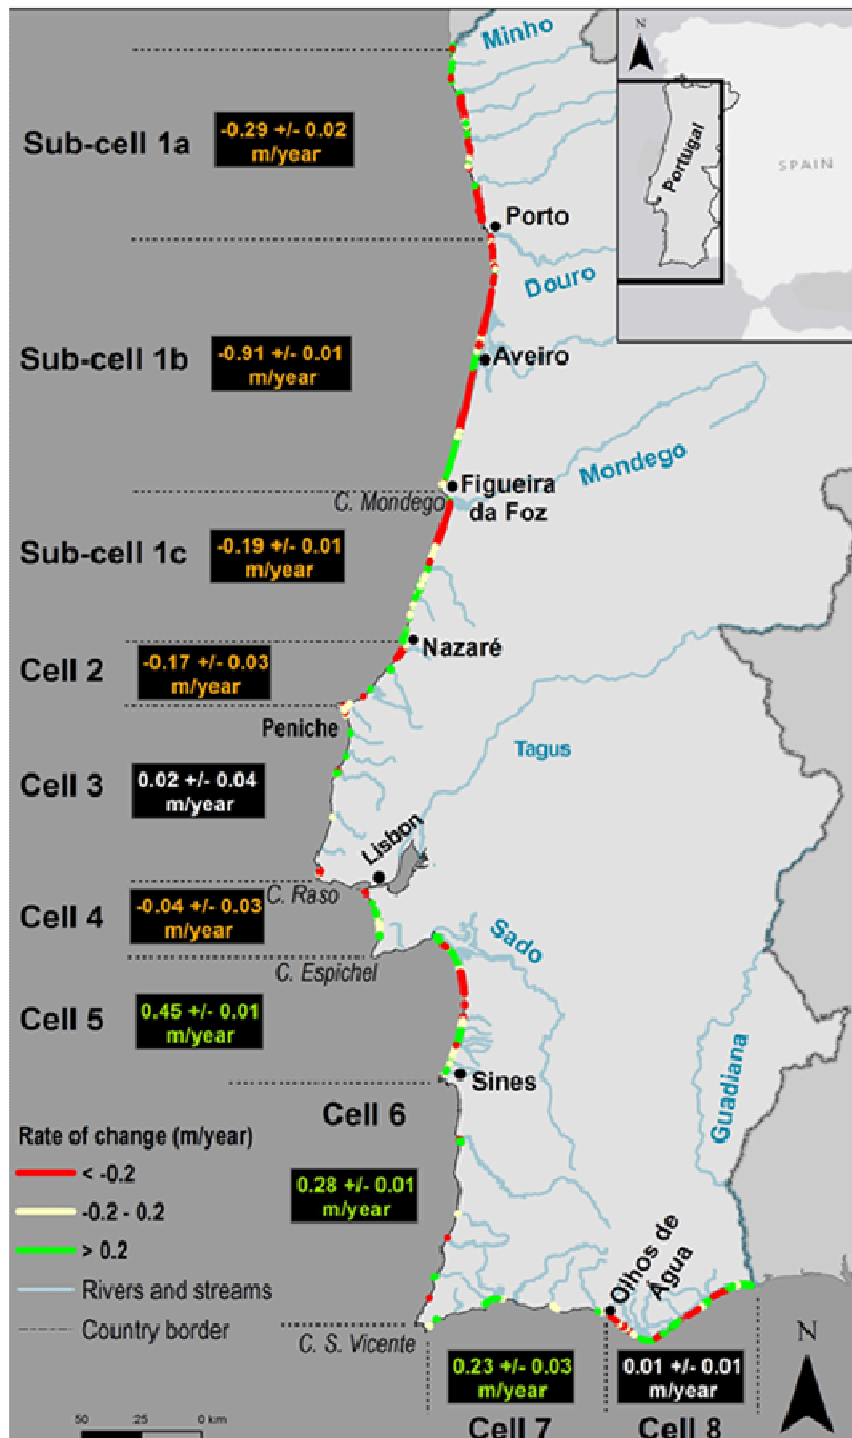 Minho
N
SPAIN
Portugal
Sub-cell 1a
-0.29 +/- 0.02
m/year
Porto
Douro
Sub-cell 1b
-0.91 +/- 0.01
m/year
Aveiro
Mondego
C. Mondego
Figueira
da Foz
Sub-cell 1c
-0.19 +/- 0.01
m/year
Nazaré
Cell 2
-0.17 +/- 0.03
m/year
Peniche
Tagus
Cell 3
0.02 +/- 0.04
m/year
Lisbon
C. Raso
Cell 4
-0.04 +/- 0.03
m/year
Sado
C. Espichel
Cell 5
0.45 +/- 0.01
m/year
Sines
Guadiana
Cell 6
0.28 +/- 0.01
m/year
Rate of change (m/year)
< -0.2
-0.2 - 0.2
> 0.2
Rivers and streams
Country border
Olhos de
Água
C. S. Vicente
N
0.23 +/- 0.03
m/year
0.01 +/- 0.01
m/year
50 25 0 km
Cell 7 Cell 8